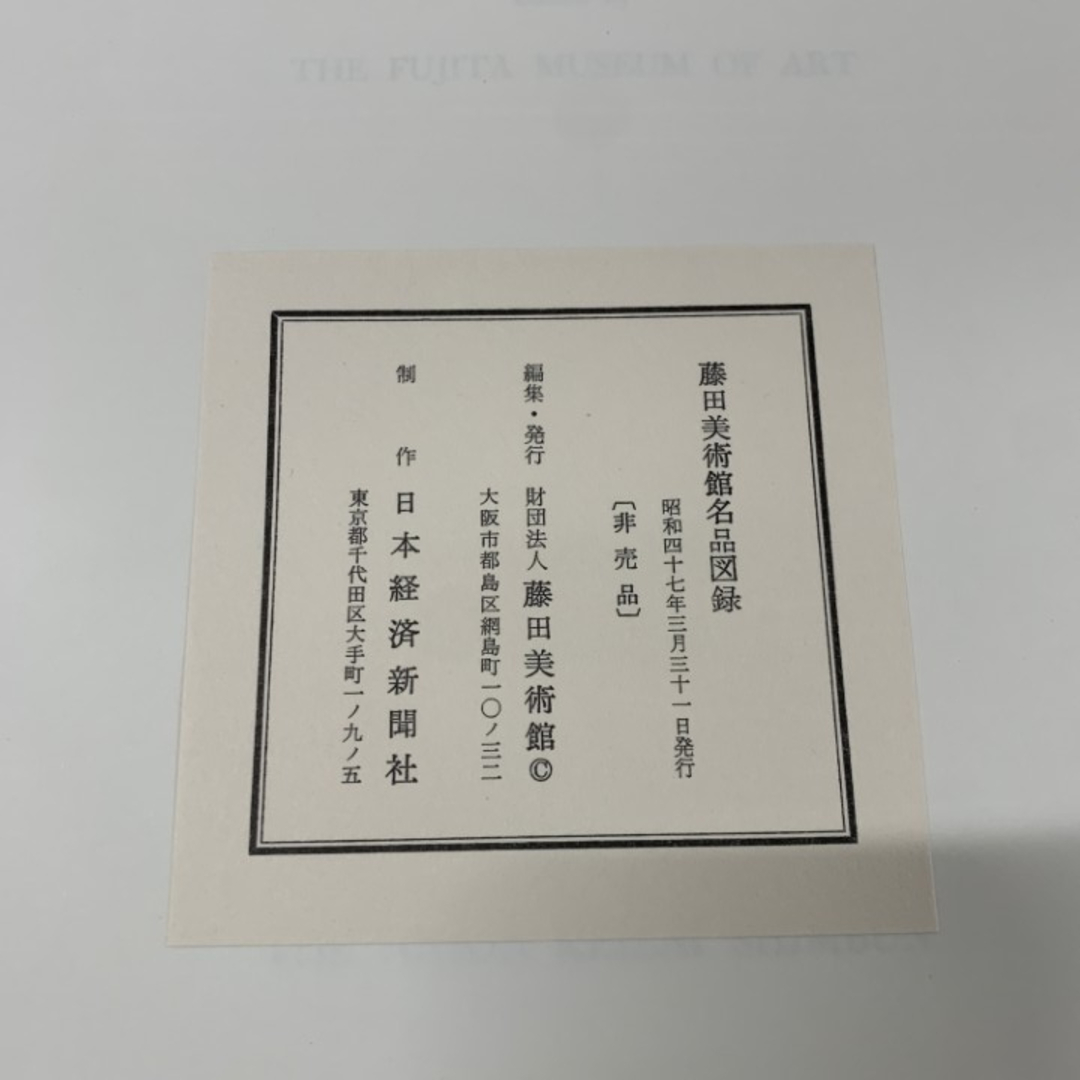 THE FUJITA MUSEUM OF ART
藤田美術館名品図録
昭和四十七年三月三十一日発行
〔非売品〕
編集・発行 財団法人 藤田美術館©
大阪市都島区網島町一〇ノ三二
制作 日本経済新聞社
東京都千代田区大手町一ノ九ノ五